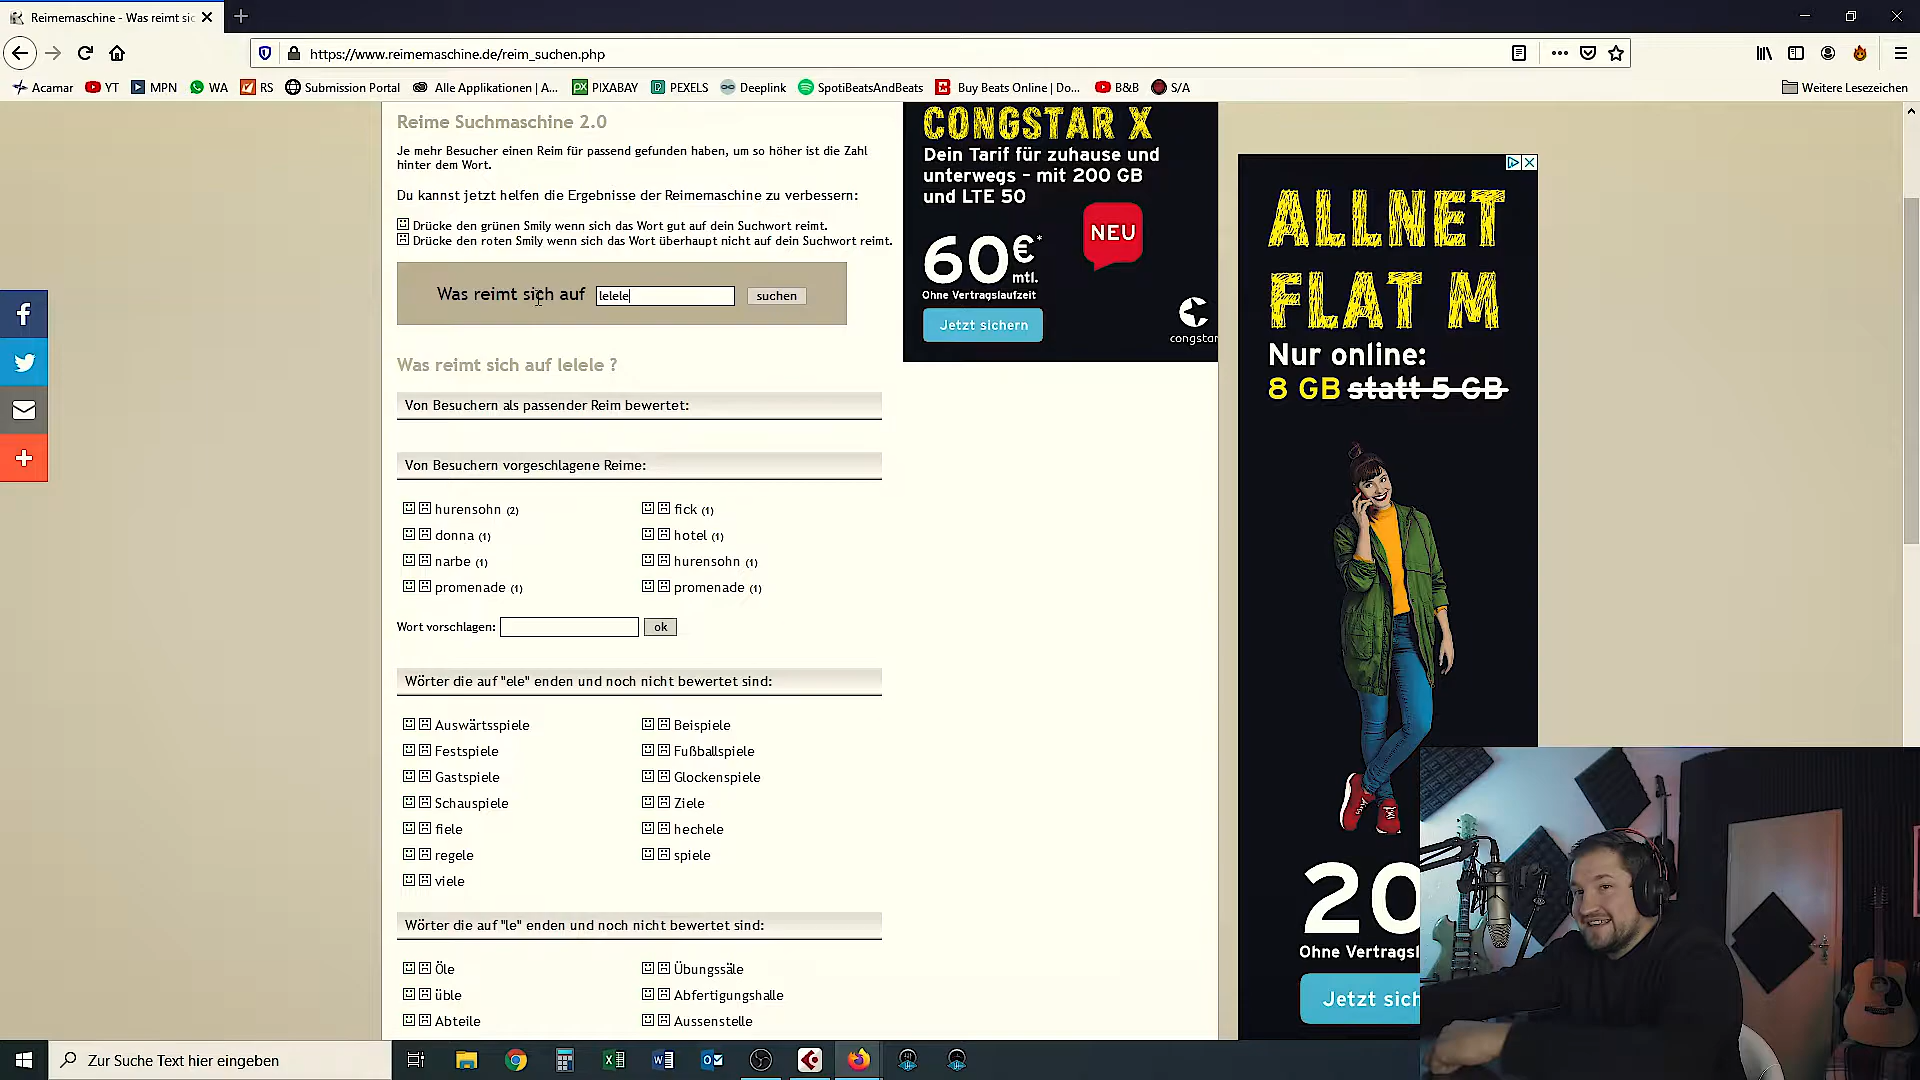 Reimemaschine - Was reimt sic
https://www.reimemaschine.de/reim_suchen.php
Acamar YT MPN WA RS Submission Portal Alle Applikationen | A... PIXABAY PEXELS Deeplink SpotiBeatsAndBeats Buy Beats Online | Do... B&B S/A Weitere Lesezeichen
Reime Suchmaschine 2.0
Je mehr Besucher einen Reim für passend gefunden haben, um so höher ist die Zahl
hinter dem Wort.
Du kannst jetzt helfen die Ergebnisse der Reimemaschine zu verbessern:
Drücke den grünen Smily wenn sich das Wort gut auf dein Suchwort reimt.
Drücke den roten Smily wenn sich das Wort überhaupt nicht auf dein Suchwort reimt.
Was reimt sich auf lelele suchen
Was reimt sich auf lelele ?
Von Besuchern als passender Reim bewertet:
Von Besuchern vorgeschlagene Reime:
hurensohn (2) fick (1)
donna (1) hotel (1)
narbe (1) hurensohn (1)
promenade (1) promenade (1)
Wort vorschlagen: ok
Wörter die auf "ele" enden und noch nicht bewertet sind:
Auswärtsspiele Beispiele
Festspiele Fußballspiele
Gastspiele Glockenspiele
Schauspiele Ziele
fiele hechele
regele spiele
viele
Wörter die auf "le" enden und noch nicht bewertet sind:
Öle Übungssäle
üble Abfertigungshalle
Abteile Aussenstelle
CONGSTAR X
Dein Tarif für zuhause und
unterwegs – mit 200 GB
und LTE 50
NEU
60€*
mtl.
Ohne Vertragslaufzeit
Jetzt sichern
congstar
ALLNET
FLAT M
Nur online:
8 GB statt 5 GB
20
Ohne Vertragsl
Jetzt sich
Zur Suche Text hier eingeben